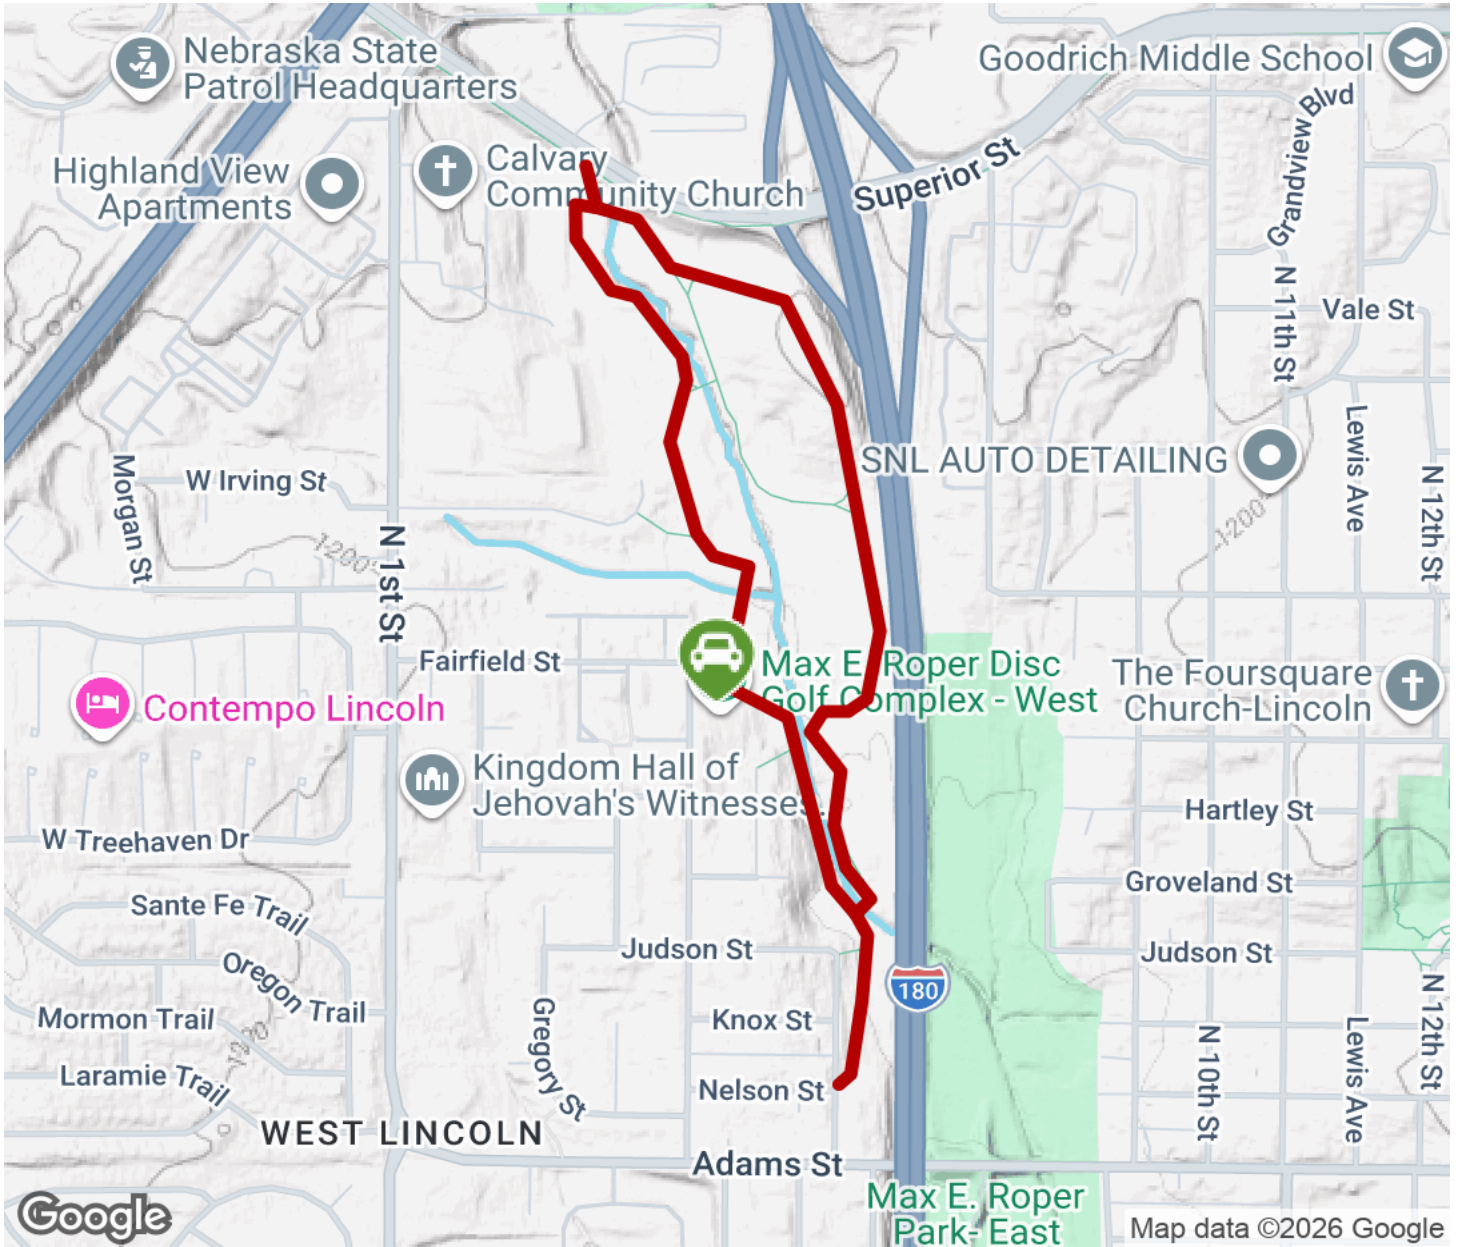 Nebraska State
Patrol Headquarters
Goodrich Middle School
Grandview Blvd
Highland View
Apartments
Calvary
Community Church
Superior St
N 11th St
Vale St
SNL AUTO DETAILING
Lewis Ave
N 12th St
W Irving St
Morgan St
1200
N 1st St
1200
Fairfield St
Max E. Roper Disc
Golf Complex - West
The Foursquare
Church-Lincoln
Contempo Lincoln
Kingdom Hall of
Jehovah's Witnesses.
W Treehaven Dr
Hartley St
Groveland St
Sante Fe Trail
Judson St
Judson St
Oregon Trail
180
N 12th St
Mormon Trail
Gregory St
Knox St
N 10th St
Lewis Ave
Laramie Trail
Nelson St
WEST LINCOLN
Adams St
Max E. Roper
Park- East
Google
Map data ©2026 Google